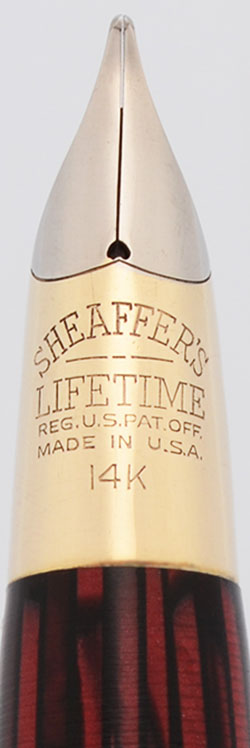 SHEAFFER'S
LIFETIME
REG.U.S.PAT.OFF.
MADE IN U.S.A.
14K